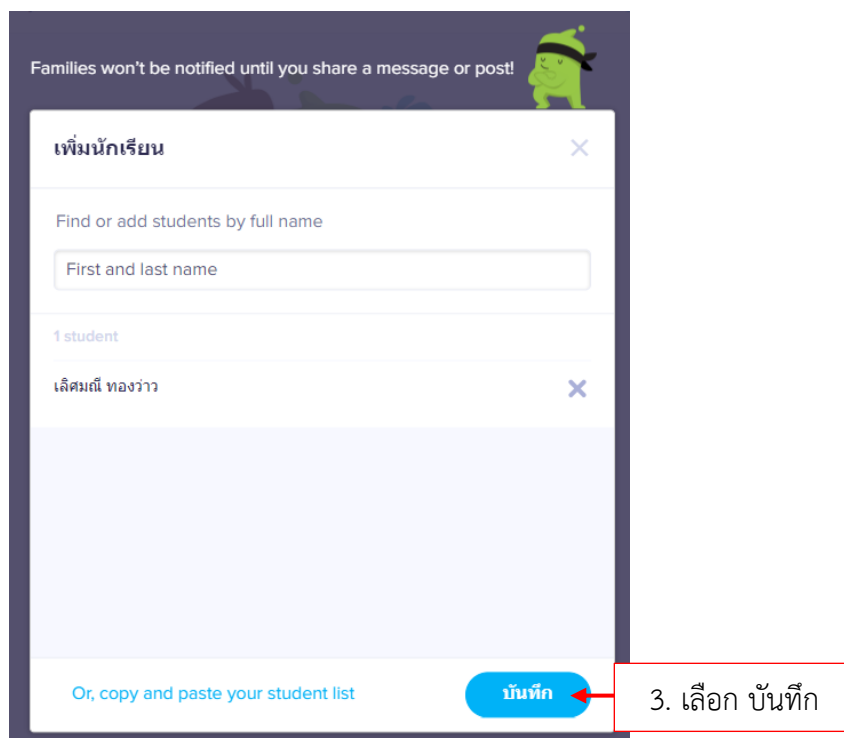 Families won't be notified until you share a message or post!
เพิ่มนักเรียน
Find or add students by full name
First and last name
1 student
เลิศมณี ทองว่าว
Or, copy and paste your student list
บันทึก
3. เลือก บันทึก